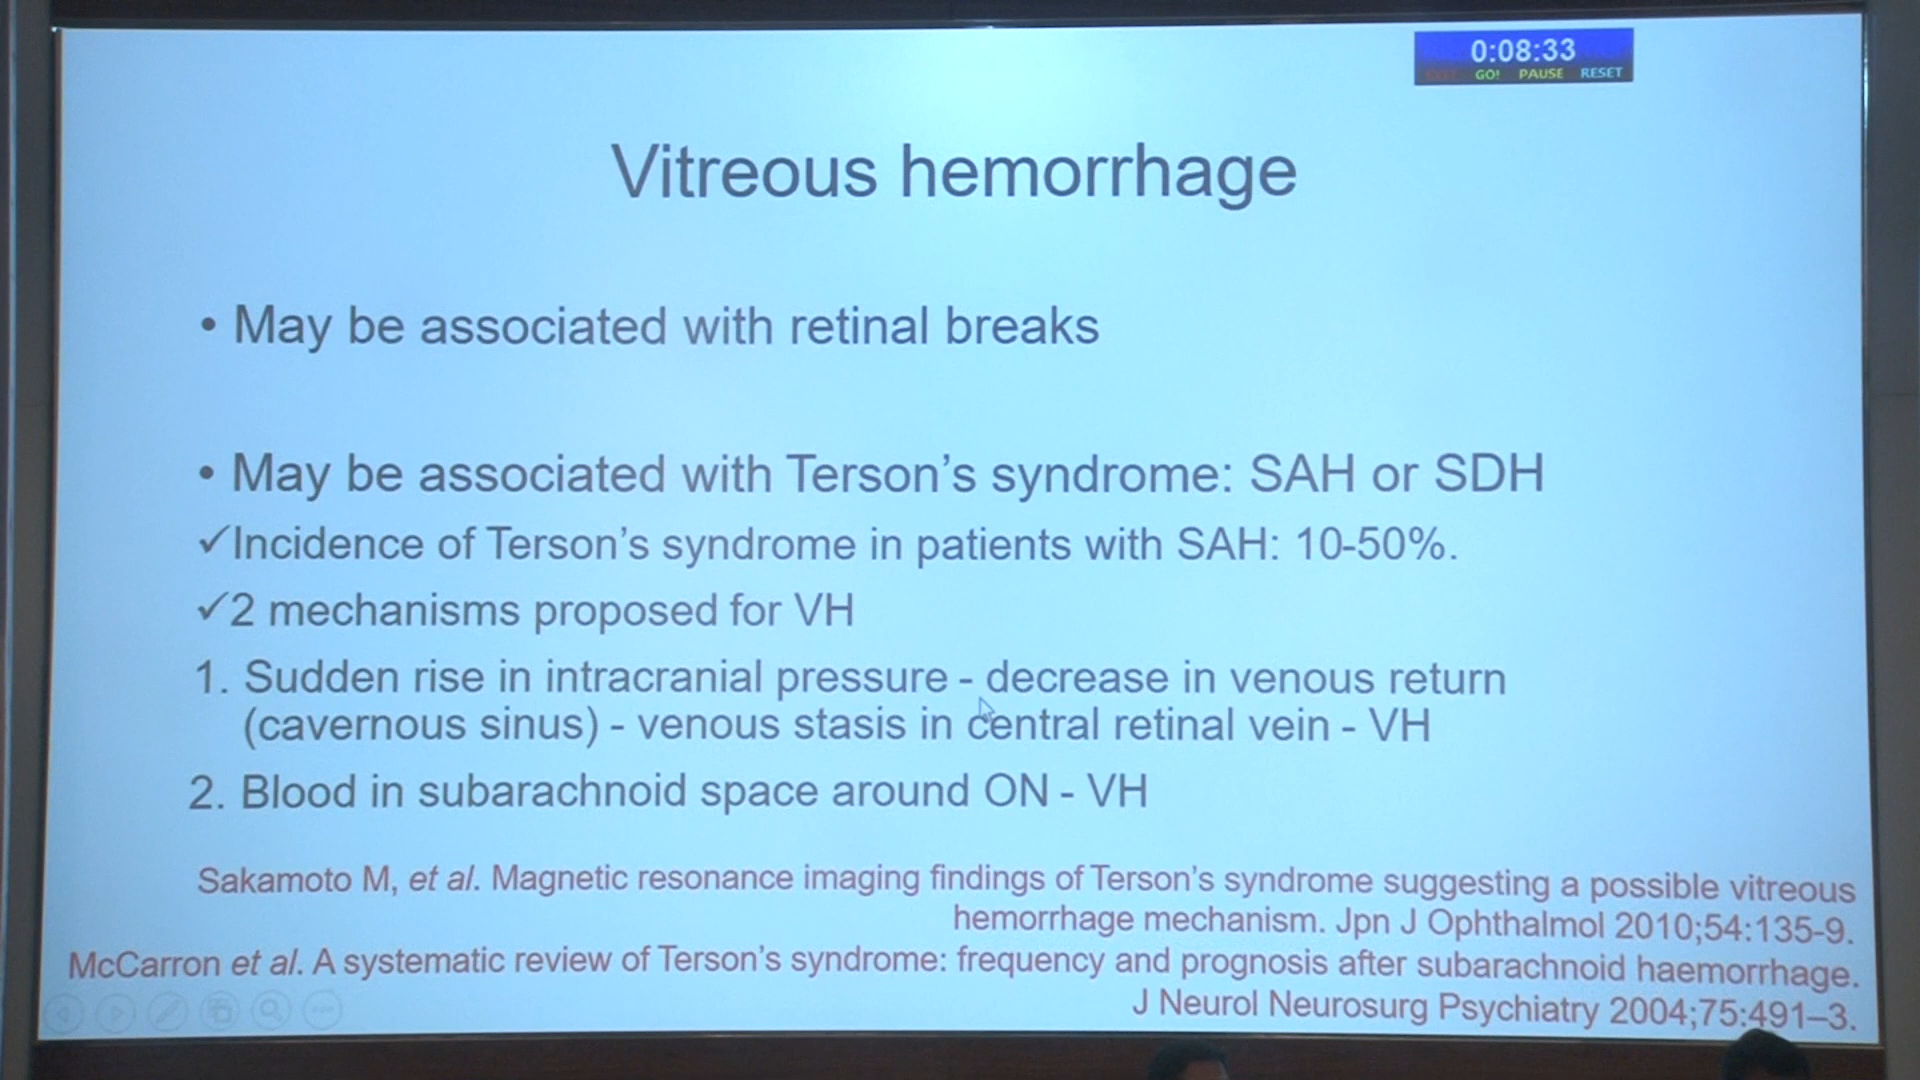 0:08:33
GO! PAUSE RESET
Vitreous hemorrhage
• May be associated with retinal breaks
• May be associated with Terson's syndrome: SAH or SDH
✓Incidence of Terson's syndrome in patients with SAH: 10-50%.
✓2 mechanisms proposed for VH
1. Sudden rise in intracranial pressure - decrease in venous return
(cavernous sinus) - venous stasis in central retinal vein - VH
2. Blood in subarachnoid space around ON - VH
Sakamoto M, et al. Magnetic resonance imaging findings of Terson's syndrome suggesting a possible vitreous
hemorrhage mechanism. Jpn J Ophthalmol 2010;54:135-9.
McCarron et al. A systematic review of Terson's syndrome: frequency and prognosis after subarachnoid haemorrhage.
J Neurol Neurosurg Psychiatry 2004;75:491–3.